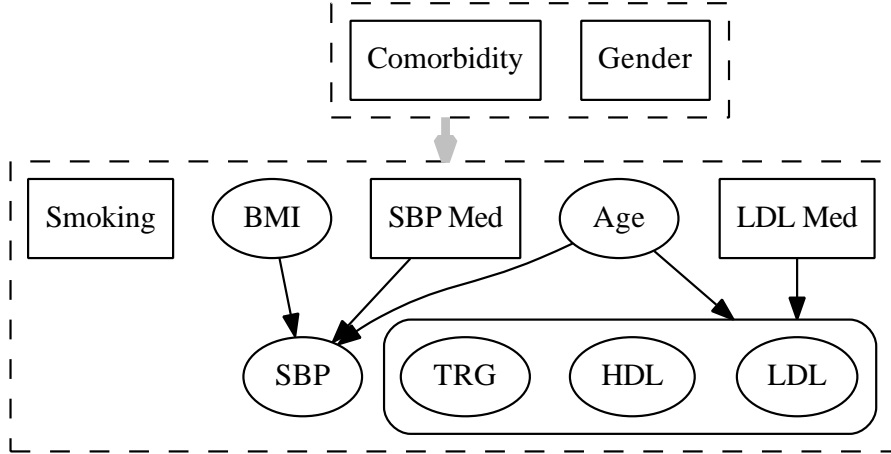 Comorbidity Gender
Smoking BMI SBP Med Age LDL Med
SBP TRG HDL LDL